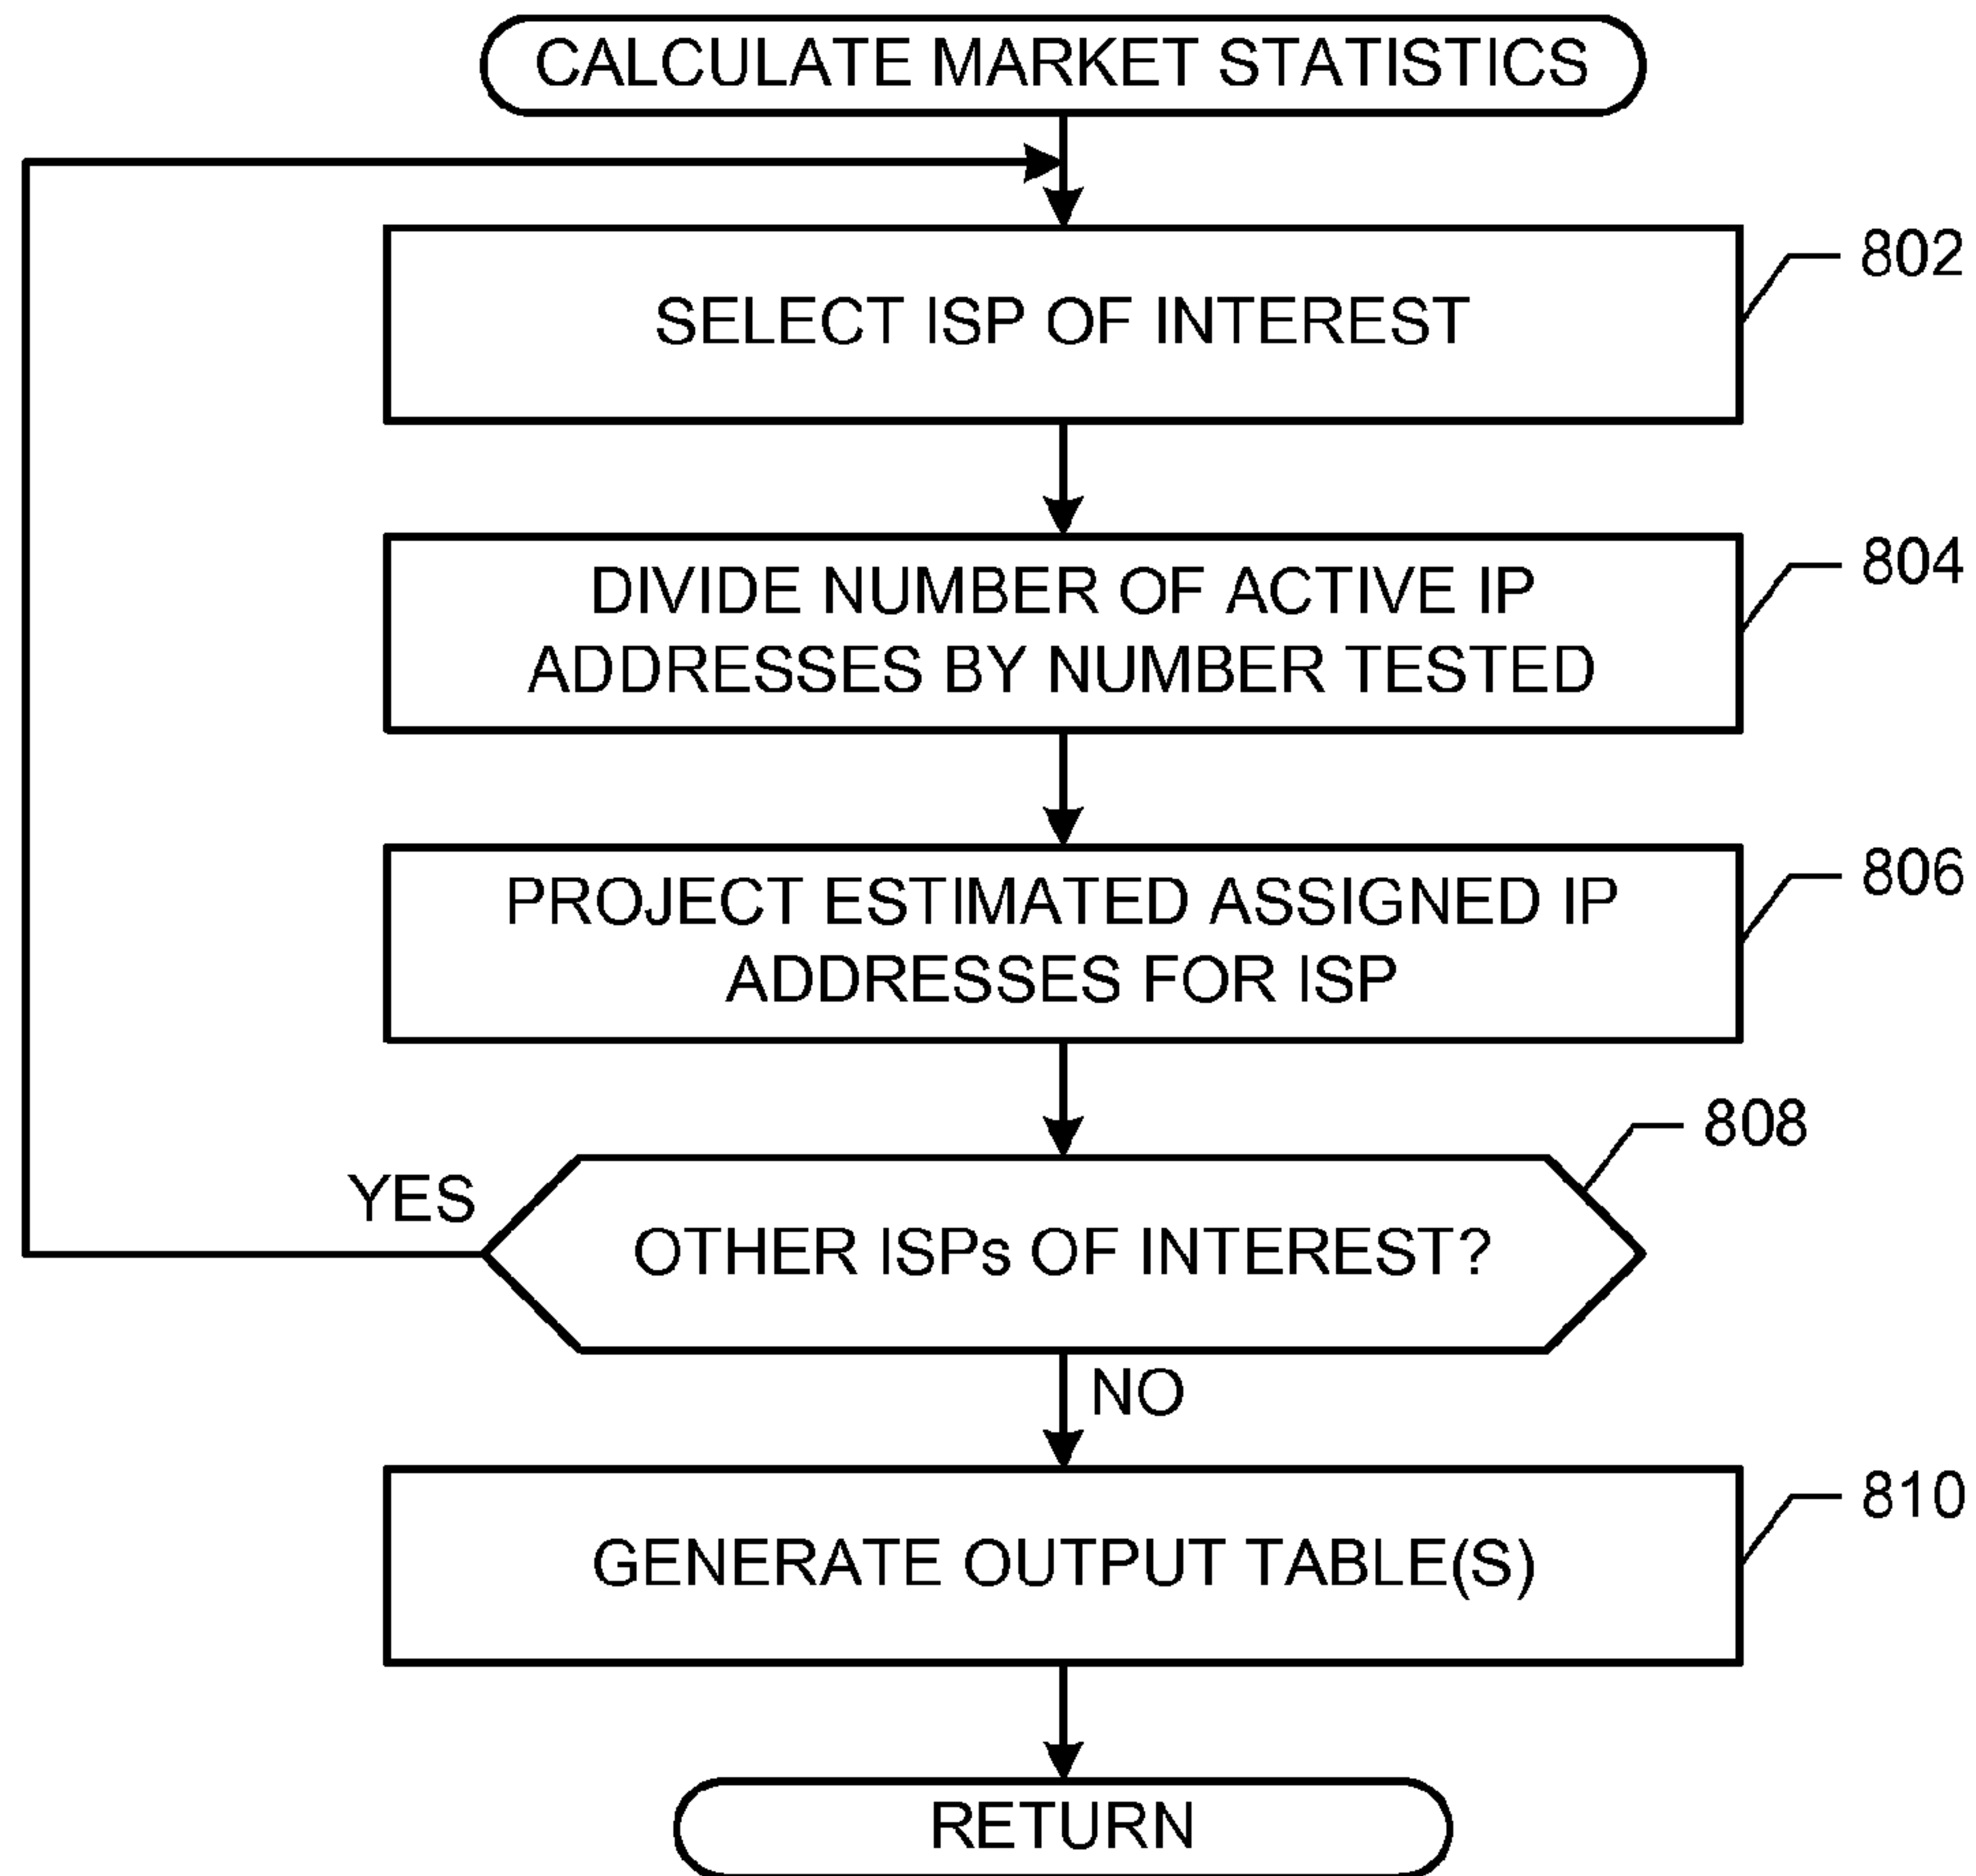 CALCULATE MARKET STATISTICS
802
SELECT ISP OF INTEREST
804
DIVIDE NUMBER OF ACTIVE IP
ADDRESSES BY NUMBER TESTED
806
PROJECT ESTIMATED ASSIGNED IP
ADDRESSES FOR ISP
808
YES
OTHER ISPs OF INTEREST?
NO
810
GENERATE OUTPUT TABLE(S)
RETURN